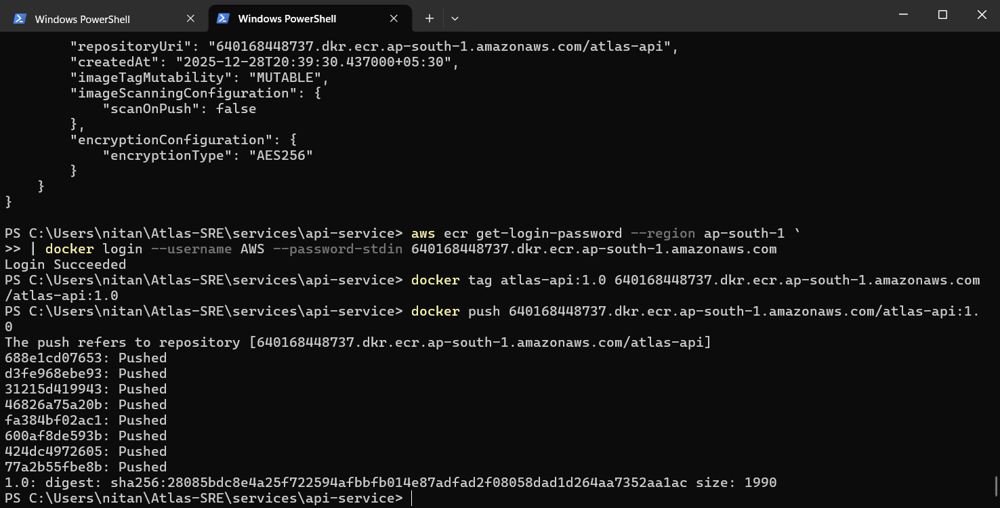 Windows PowerShell
Windows PowerShell
        "repositoryUri": "640168448737.dkr.ecr.ap-south-1.amazonaws.com/atlas-api",
        "createdAt": "2025-12-28T20:39:30.437000+05:30",
        "imageTagMutability": "MUTABLE",
        "imageScanningConfiguration": {
            "scanOnPush": false
        },
        "encryptionConfiguration": {
            "encryptionType": "AES256"
        }
    }
}
PS C:\Users\nitan\Atlas-SRE\services\api-service> aws ecr get-login-password --region ap-south-1 `
>> | docker login --username AWS --password-stdin 640168448737.dkr.ecr.ap-south-1.amazonaws.com
Login Succeeded
PS C:\Users\nitan\Atlas-SRE\services\api-service> docker tag atlas-api:1.0 640168448737.dkr.ecr.ap-south-1.amazonaws.com
/atlas-api:1.0
PS C:\Users\nitan\Atlas-SRE\services\api-service> docker push 640168448737.dkr.ecr.ap-south-1.amazonaws.com/atlas-api:1.
0
The push refers to repository [640168448737.dkr.ecr.ap-south-1.amazonaws.com/atlas-api]
688e1cd07653: Pushed
d3fe968ebe93: Pushed
31215d419943: Pushed
46826a75a20b: Pushed
fa384bf02ac1: Pushed
600af8de593b: Pushed
424dc4972605: Pushed
77a2b55fbe8b: Pushed
1.0: digest: sha256:28085bdc8e4a25f722594afbbfb014e87adfad2f08058dad1d264aa7352aa1ac size: 1990
PS C:\Users\nitan\Atlas-SRE\services\api-service>